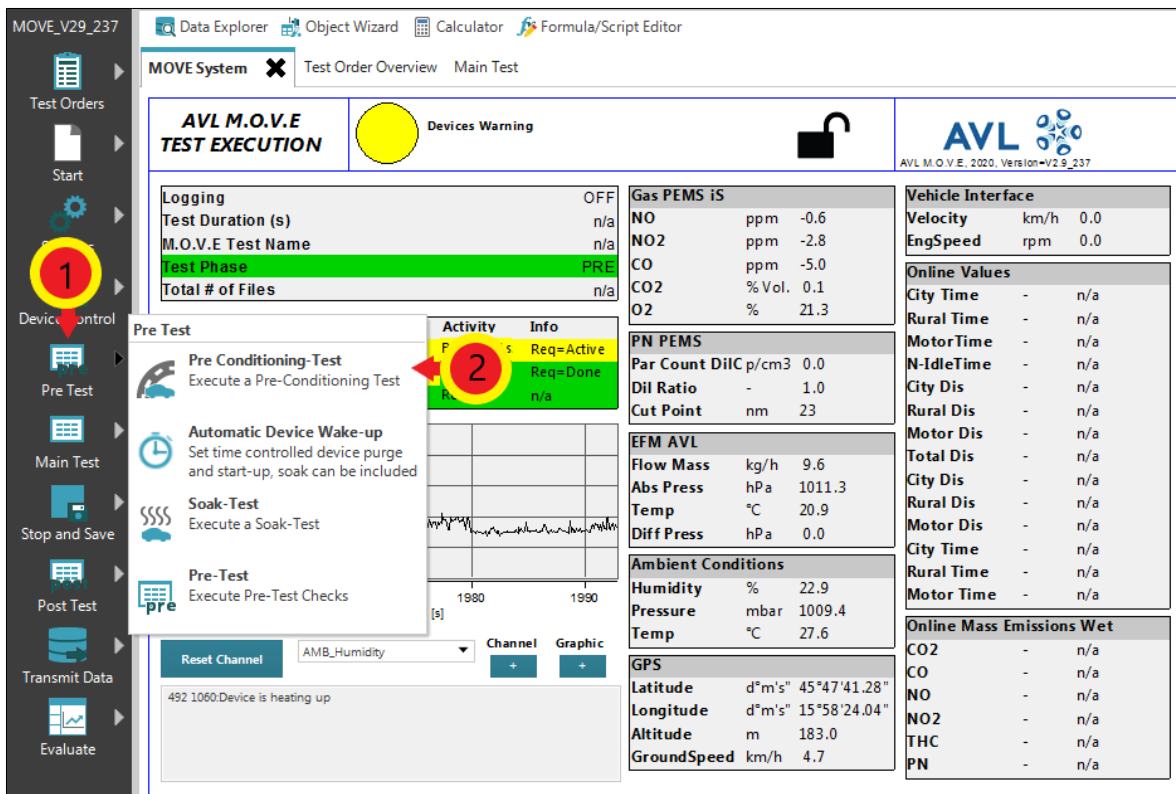 MOVE_V29_237
Data Explorer Object Wizard Calculator Formula/Script Editor
MOVE System Test Order Overview Main Test
Test Orders
Start
Device Control
Pre Test
Main Test
Stop and Save
Post Test
Transmit Data
Evaluate
AVL M.O.V.E
TEST EXECUTION
Devices Warning
AVL
AVL M.O.V.E, 2020, Version=V2.9_237
Logging OFF
Test Duration (s) n/a
M.O.V.E Test Name n/a
Test Phase PRE
Total # of Files n/a
1
Activity Info
Req=Active
Req=Done
n/a
2
Pre Test
Pre Conditioning-Test
Execute a Pre-Conditioning Test
Automatic Device Wake-up
Set time controlled device purge
and start-up, soak can be included
Soak-Test
Execute a Soak-Test
Pre-Test
Execute Pre-Test Checks
pre
1980 1990
[s]
Reset Channel
AMB_Humidity
Channel Graphic
+ +
492 1060:Device is heating up
Gas PEMS iS
NO ppm -0.6
NO2 ppm -2.8
CO ppm -5.0
CO2 % Vol. 0.1
O2 % 21.3
PN PEMS
Par Count DilC p/cm3 0.0
Dil Ratio - 1.0
Cut Point nm 23
EFM AVL
Flow Mass kg/h 9.6
Abs Press hPa 1011.3
Temp °C 20.9
Diff Press hPa 0.0
Ambient Conditions
Humidity % 22.9
Pressure mbar 1009.4
Temp °C 27.6
GPS
Latitude d°m's" 45°47'41.28"
Longitude d°m's" 15°58'24.04"
Altitude m 183.0
GroundSpeed km/h 4.7
Vehicle Interface
Velocity km/h 0.0
EngSpeed rpm 0.0
Online Values
City Time - n/a
Rural Time - n/a
MotorTime - n/a
N-IdleTime - n/a
City Dis - n/a
Rural Dis - n/a
Motor Dis - n/a
Total Dis - n/a
City Dis - n/a
Rural Dis - n/a
Motor Dis - n/a
City Time - n/a
Rural Time - n/a
Motor Time - n/a
Online Mass Emissions Wet
CO2 - n/a
CO - n/a
NO - n/a
NO2 - n/a
THC - n/a
PN - n/a